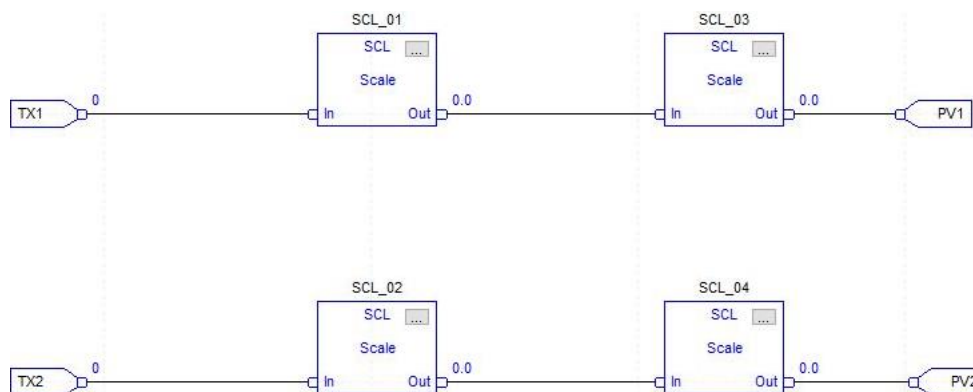 SCL_01 SCL_03
SCL ... SCL ...
Scale Scale
TX1 0 In Out 0.0 In Out 0.0 PV1
SCL_02 SCL_04
SCL ... SCL ...
Scale Scale
TX2 0 In Out 0.0 In Out 0.0 PV2